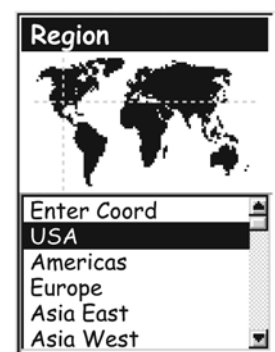 Region
Enter Coord
USA
Americas
Europe
Asia East
Asia West